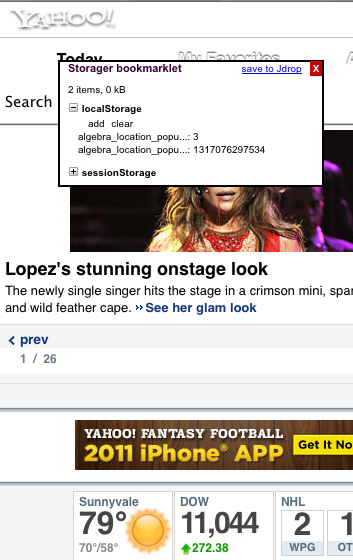 YAHOO!
Today My Favorites
Storager bookmarklet save to Jdrop X
2 items, 0 kB
localStorage
add clear
algebra_location_popu...: 3
algebra_location_popu...: 1317076297534
sessionStorage
Search
Lopez's stunning onstage look
The newly single singer hits the stage in a crimson mini, spar
and wild feather cape. »See her glam look
prev
1 / 26
YAHOO! FANTASY FOOTBALL
2011 iPhone® APP
Get It No
Sunnyvale
79°
70°/58°
DOW
11,044
272.38
NHL
2 1
WPG OT